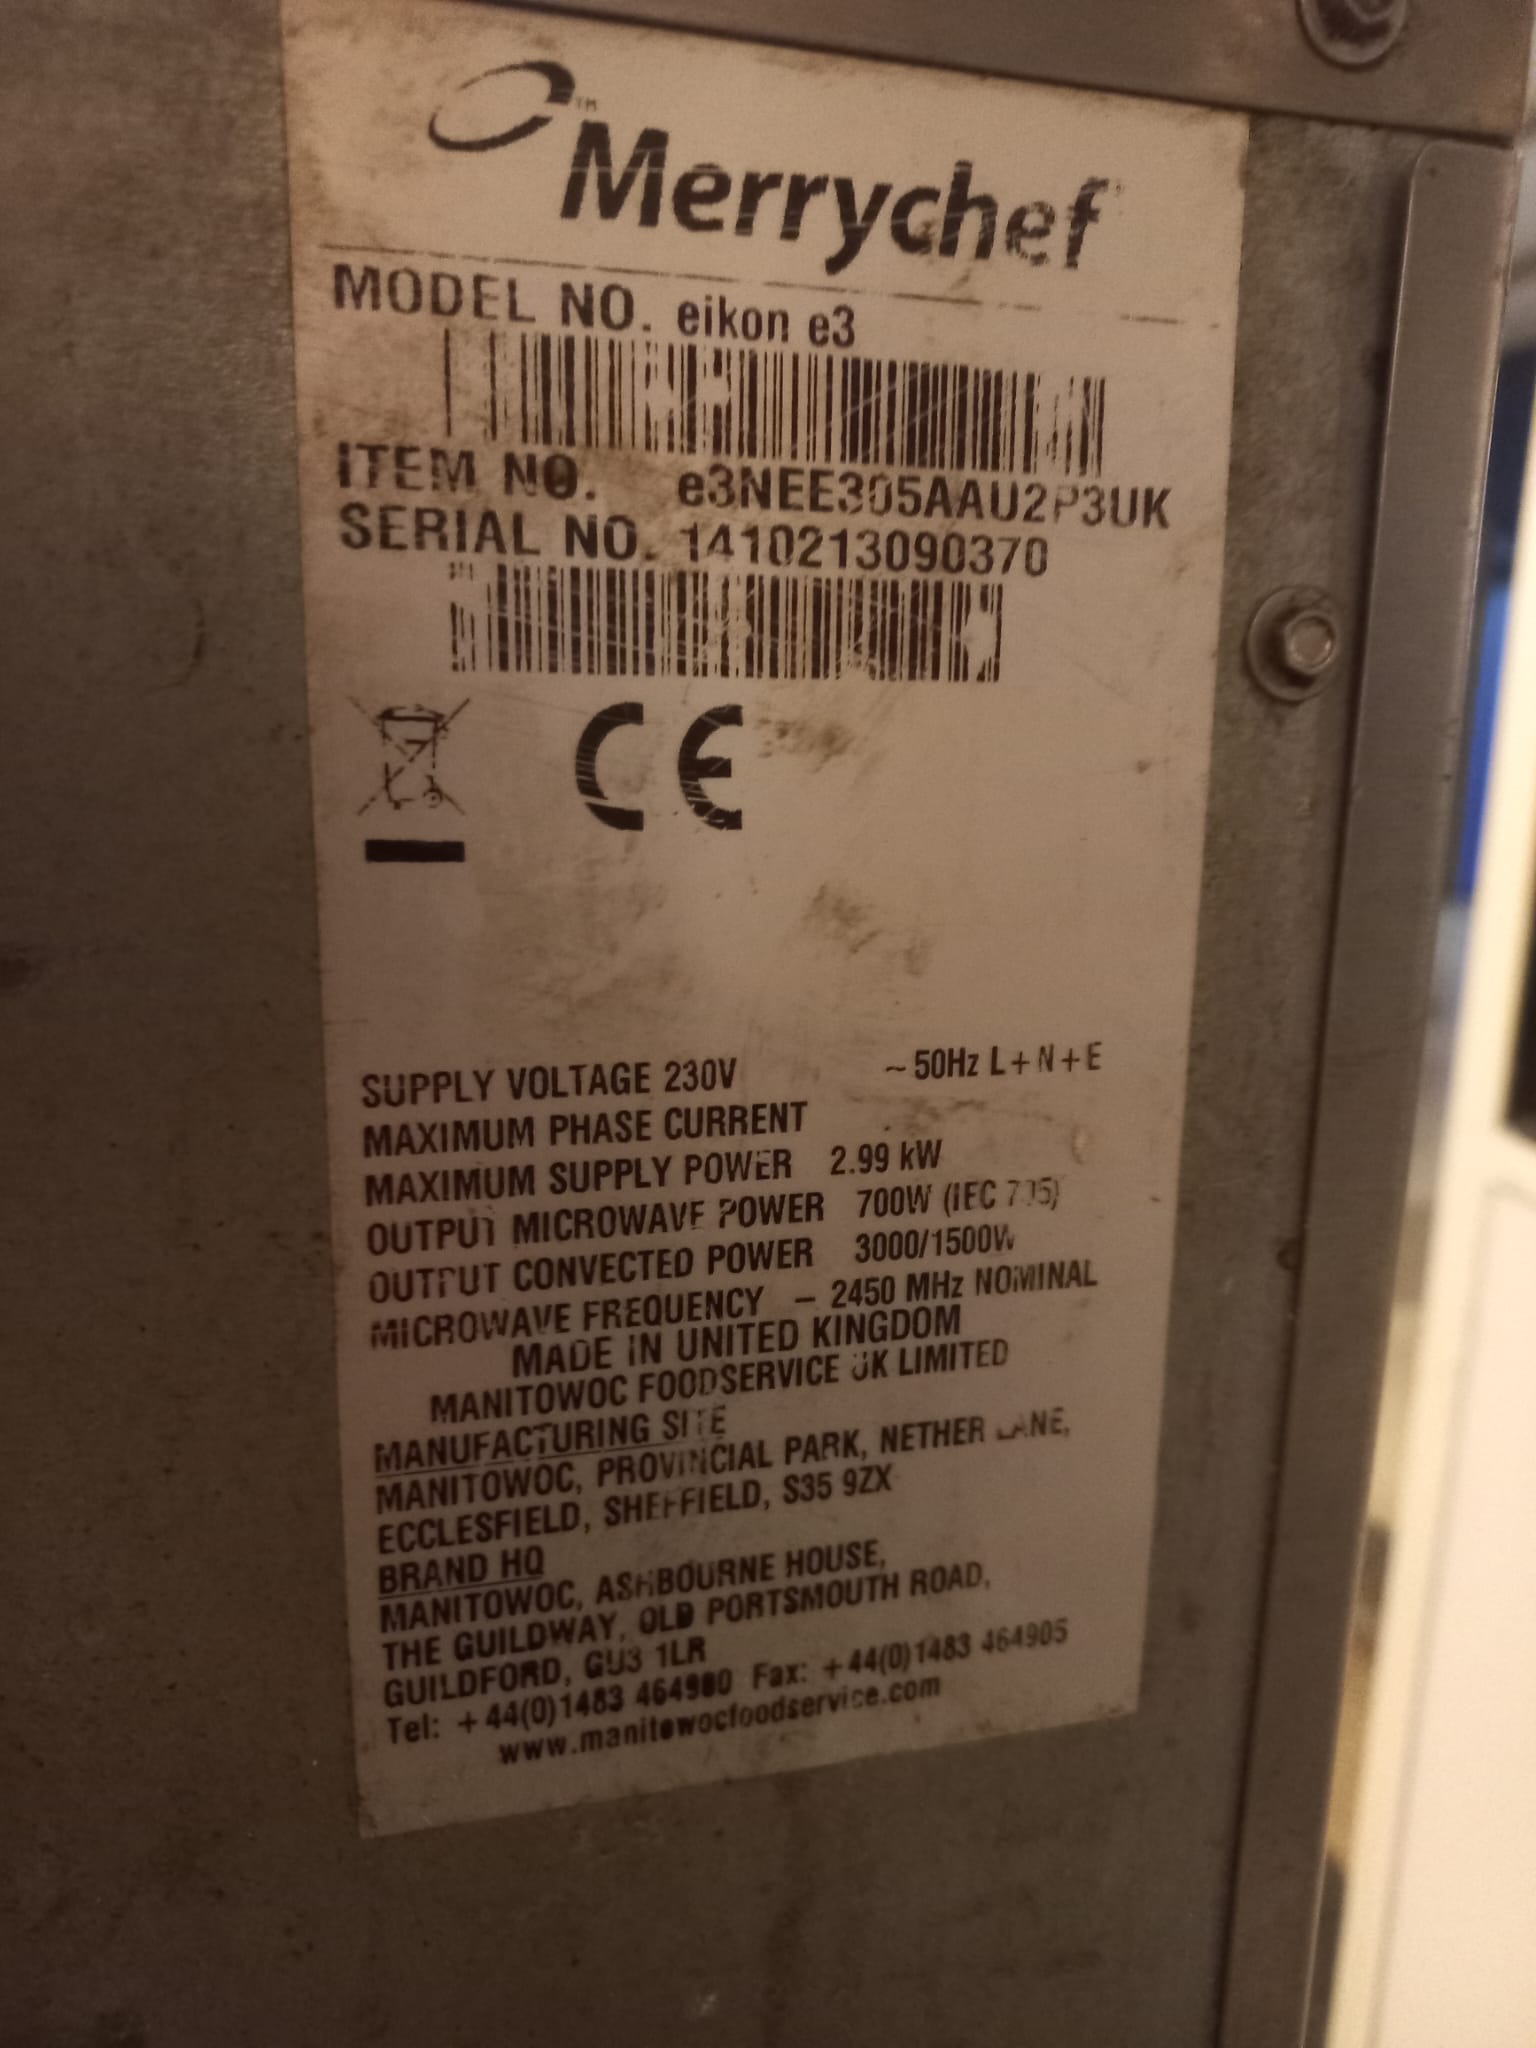 Merrychef
MODEL NO. eikon e3
ITEM NO. e3NEE305AAU2P3UK
SERIAL NO. 1410213090370
CE
SUPPLY VOLTAGE 230V ~ 50Hz L + N + E
MAXIMUM PHASE CURRENT
MAXIMUM SUPPLY POWER 2.99 kW
OUTPUT MICROWAVE POWER 700W (IEC 705)
OUTPUT CONVECTED POWER 3000/1500W
MICROWAVE FREQUENCY – 2450 MHz NOMINAL
MADE IN UNITED KINGDOM
MANITOWOC FOODSERVICE UK LIMITED
MANUFACTURING SITE
MANITOWOC, PROVINCIAL PARK, NETHER LANE,
ECCLESFIELD, SHEFFIELD, S35 9ZX
BRAND HQ
MANITOWOC, ASHBOURNE HOUSE,
THE GUILDWAY, OLD PORTSMOUTH ROAD,
GUILDFORD, GU3 1LR
Tel: +44(0)1483 464980 Fax: +44(0)1483 464905
www.manitowocfoodservice.com